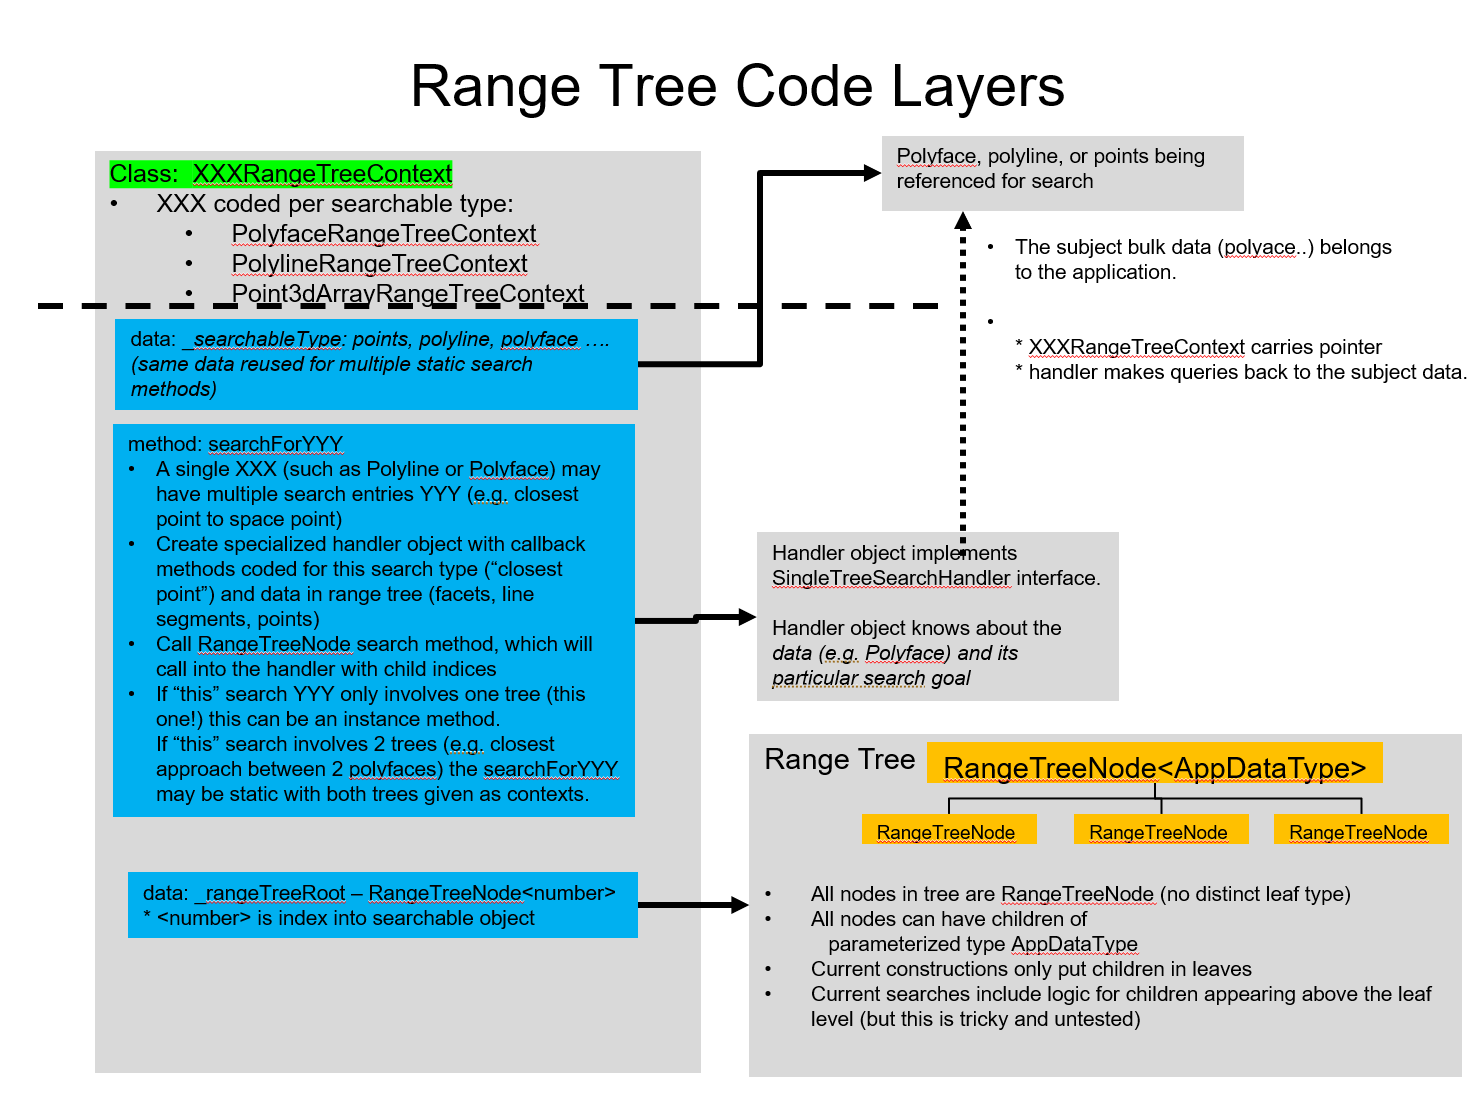 Range Tree Code Layers
Class:  XXXRangeTreeContext
• XXX coded per searchable type:
• PolyfaceRangeTreeContext
• PolylineRangeTreeContext
• Point3dArrayRangeTreeContext
data: _searchableType: points, polyline, polyface ….
(same data reused for multiple static search
methods)
method: searchForYYY
• A single XXX (such as Polyline or Polyface) may
have multiple search entries YYY (e.g. closest
point to space point)
• Create specialized handler object with callback
methods coded for this search type (“closest
point”) and data in range tree (facets, line
segments, points)
• Call RangeTreeNode search method, which will
call into the handler with child indices
• If “this” search YYY only involves one tree (this
one!) this can be an instance method.
If “this” search involves 2 trees (e.g. closest
approach between 2 polyfaces) the searchForYYY
may be static with both trees given as contexts.
data: _rangeTreeRoot – RangeTreeNode<number>
* <number> is index into searchable object
Polyface, polyline, or points being
referenced for search
• The subject bulk data (polyace..) belongs
to the application.
•
* XXXRangeTreeContext carries pointer
* handler makes queries back to the subject data.
Handler object implements
SingleTreeSearchHandler interface.
Handler object knows about the
data (e.g. Polyface) and its
particular search goal
Range Tree
RangeTreeNode<AppDataType>
RangeTreeNode
RangeTreeNode
RangeTreeNode
• All nodes in tree are RangeTreeNode (no distinct leaf type)
• All nodes can have children of
parameterized type AppDataType
• Current constructions only put children in leaves
• Current searches include logic for children appearing above the leaf
level (but this is tricky and untested)